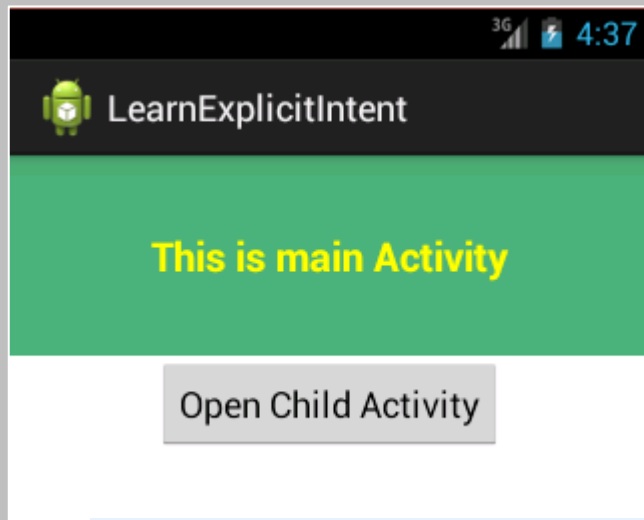 3G 4:37
LearnExplicitIntent
This is main Activity
Open Child Activity